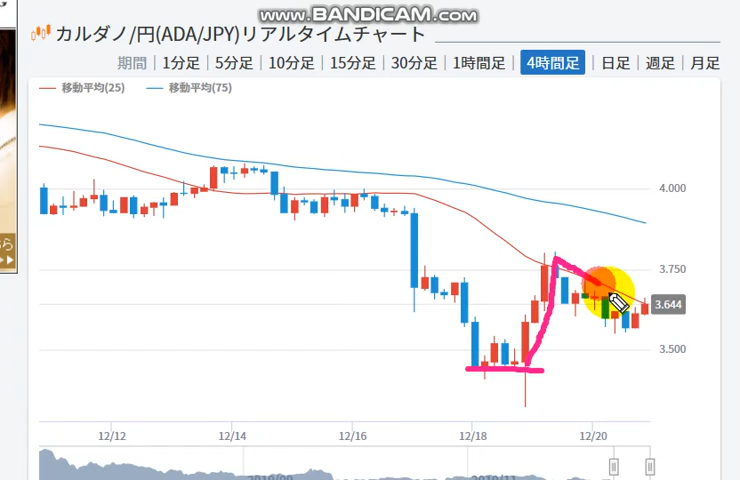 www.BANDICAM.com
カルダノ/円(ADA/JPY)リアルタイムチャート
期間 | 1分足 | 5分足 | 10分足 | 15分足 | 30分足 | 1時間足 | 4時間足 | 日足 | 週足 | 月足
移動平均(25) 移動平均(75)
4.000
3.750
3.644
3.500
ちら
12/12 12/14 12/16 12/18 12/20